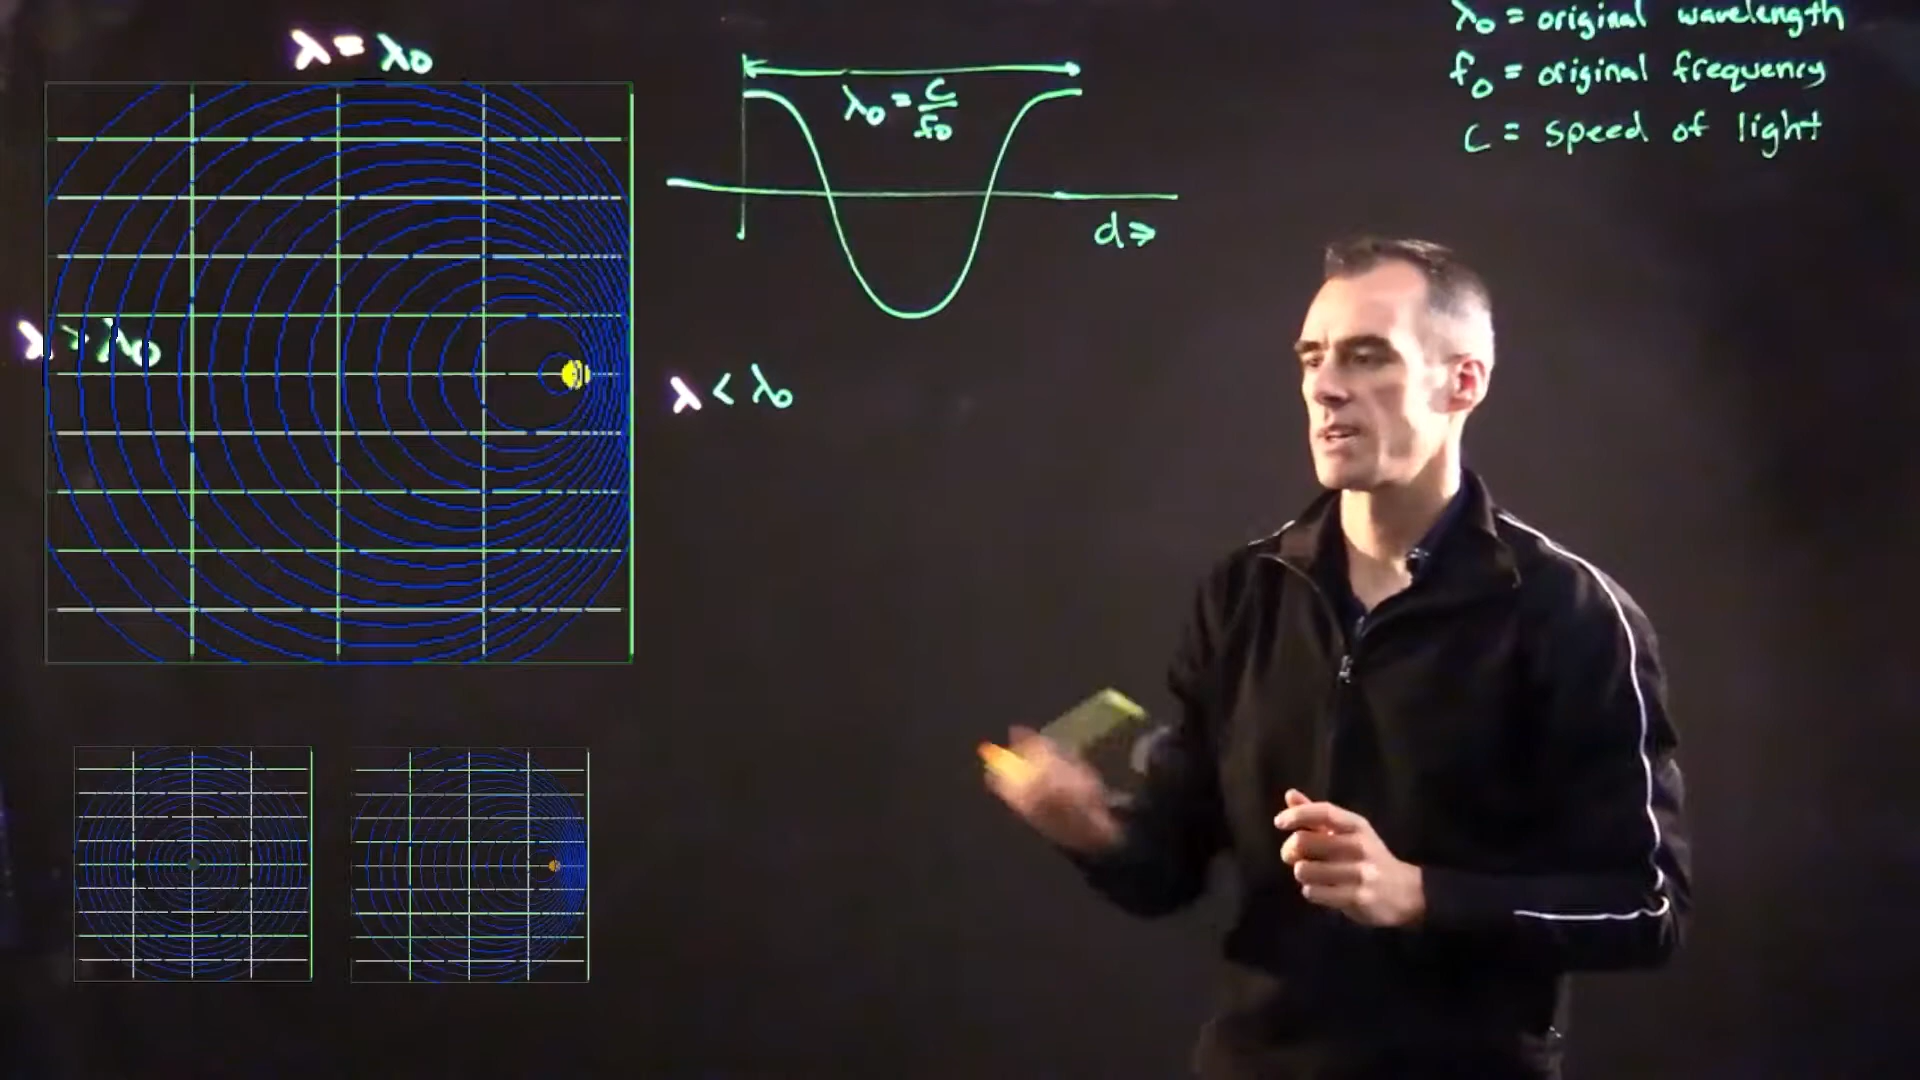 λ = λ₀
λ > λ₀
λ₀ = c/f₀
d ⇒
λ < λ₀
λ₀ = original wavelength
f₀ = original frequency
c = speed of light